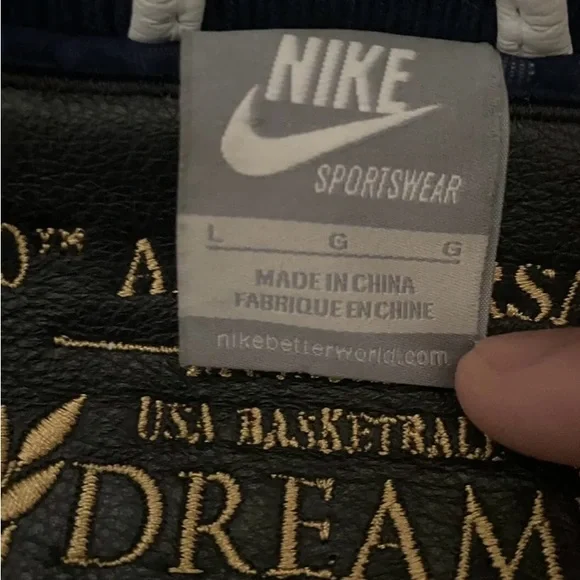 NIKE
SPORTSWEAR
L G G
MADE IN CHINA
FABRIQUE EN CHINE
nikebetterworld.com
USA BASKETBALL
DREAM